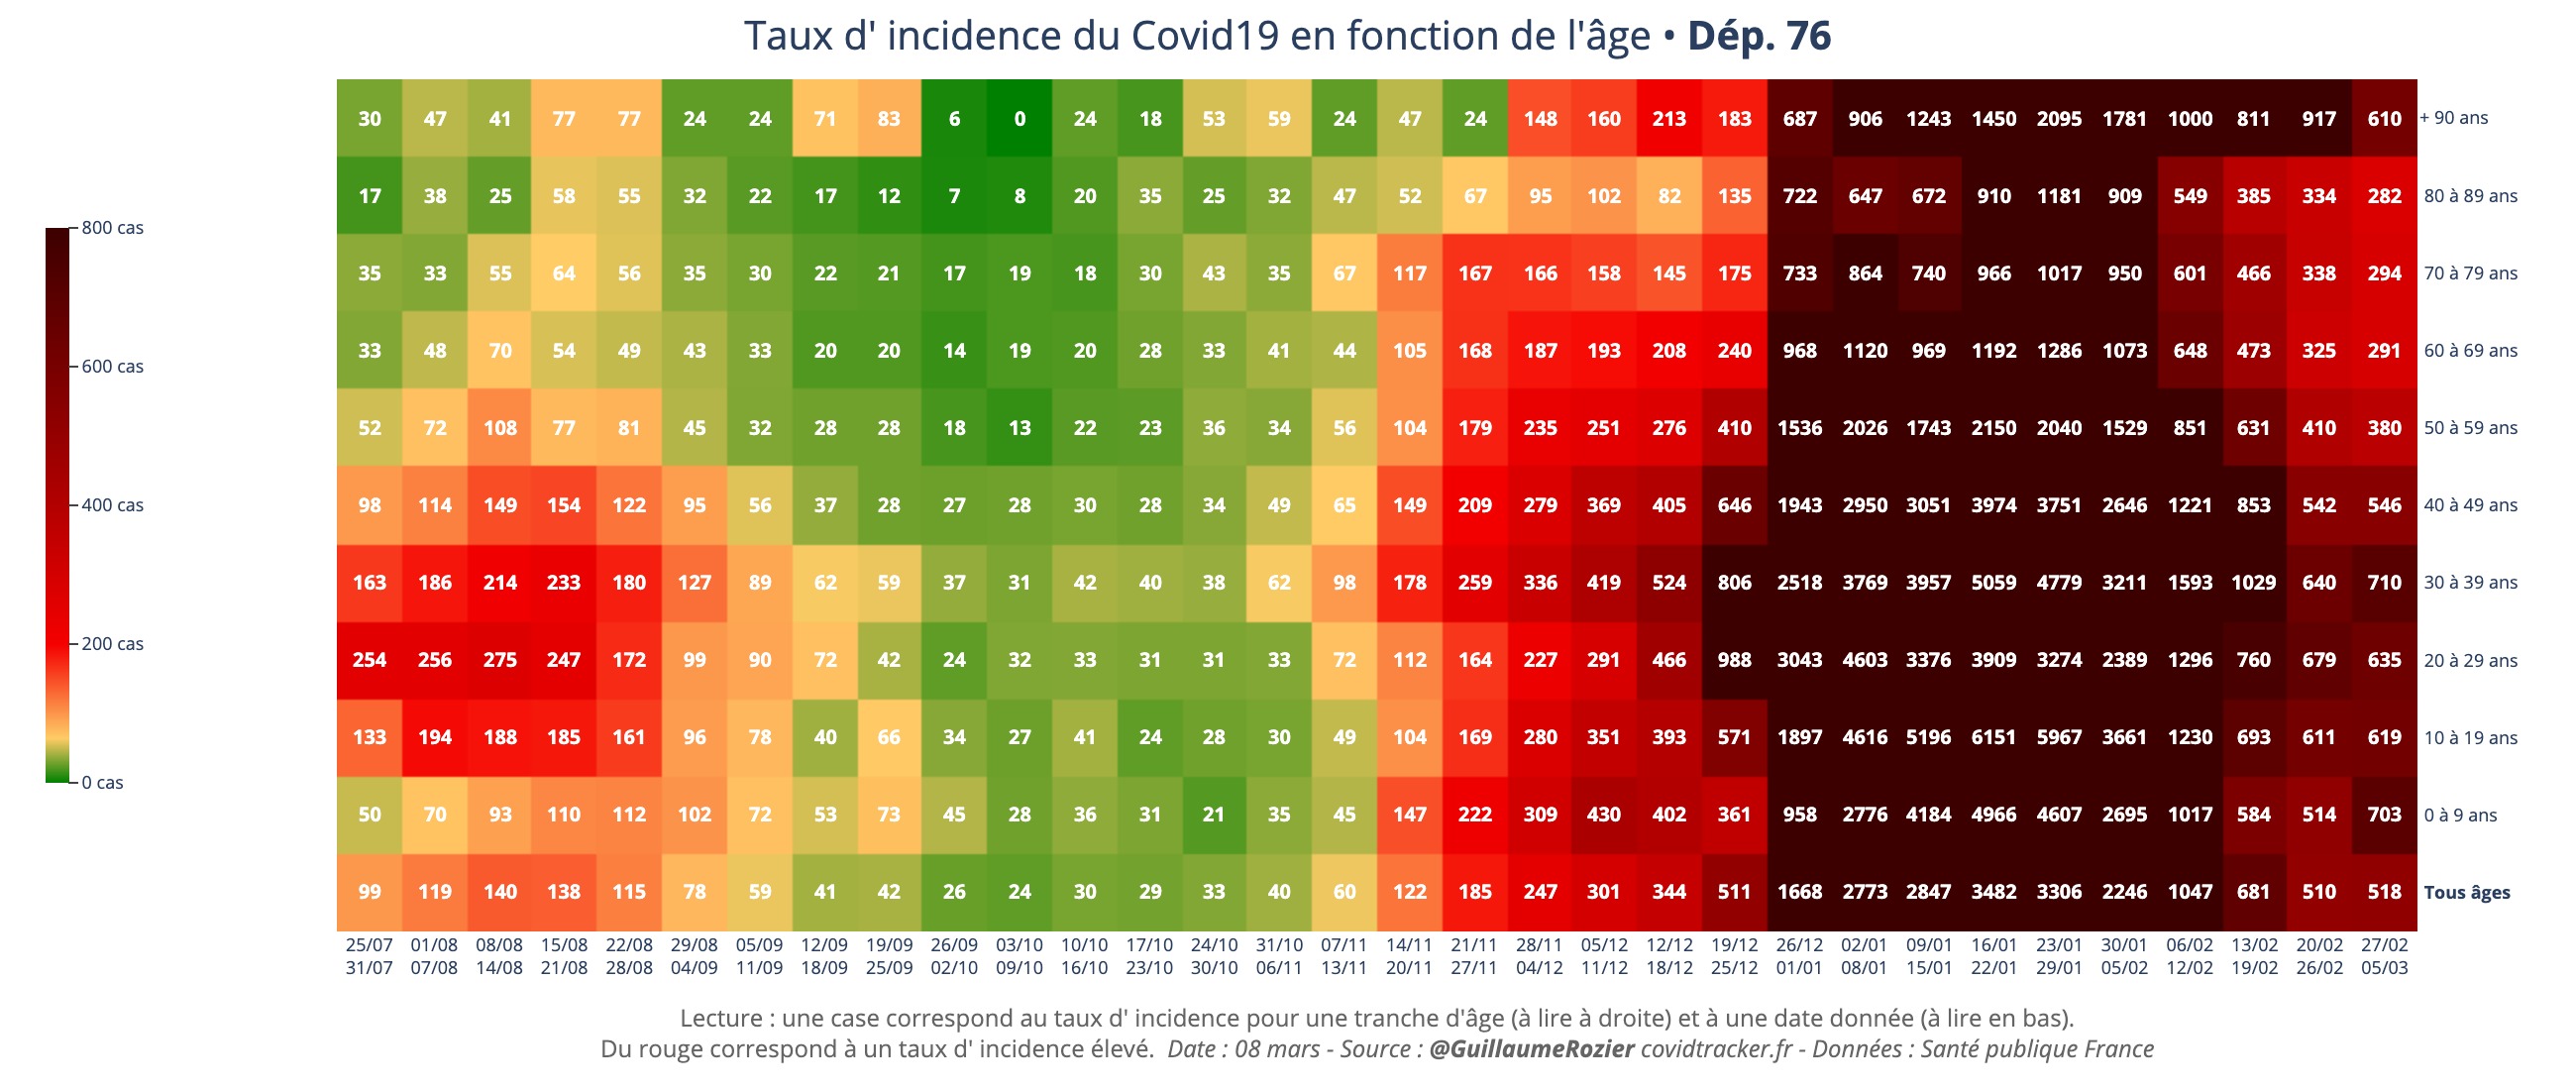 Taux d' incidence du Covid19 en fonction de l'âge • Dép. 76
30 47 41 77 77 24 24 71 83 6 0 24 18 53 59 24 47 24 148 160 213 183 687 906 1243 1450 2095 1781 1000 811 917 610 + 90 ans
17 38 25 58 55 32 22 17 12 7 8 20 35 25 32 47 52 67 95 102 82 135 722 647 672 910 1181 909 549 385 334 282 80 à 89 ans
800 cas
35 33 55 64 56 35 30 22 21 17 19 18 30 43 35 67 117 167 166 158 145 175 733 864 740 966 1017 950 601 466 338 294 70 à 79 ans
33 48 70 54 49 43 33 20 20 14 19 20 28 33 41 44 105 168 187 193 208 240 968 1120 969 1192 1286 1073 648 473 325 291 60 à 69 ans
600 cas
52 72 108 77 81 45 32 28 28 18 13 22 23 36 34 56 104 179 235 251 276 410 1536 2026 1743 2150 2040 1529 851 631 410 380 50 à 59 ans
400 cas
98 114 149 154 122 95 56 37 28 27 28 30 28 34 49 65 149 209 279 369 405 646 1943 2950 3051 3974 3751 2646 1221 853 542 546 40 à 49 ans
163 186 214 233 180 127 89 62 59 37 31 42 40 38 62 98 178 259 336 419 524 806 2518 3769 3957 5059 4779 3211 1593 1029 640 710 30 à 39 ans
200 cas
254 256 275 247 172 99 90 72 42 24 32 33 31 31 33 72 112 164 227 291 466 988 3043 4603 3376 3909 3274 2389 1296 760 679 635 20 à 29 ans
133 194 188 185 161 96 78 40 66 34 27 41 24 28 30 49 104 169 280 351 393 571 1897 4616 5196 6151 5967 3661 1230 693 611 619 10 à 19 ans
0 cas
50 70 93 110 112 102 72 53 73 45 28 36 31 21 35 45 147 222 309 430 402 361 958 2776 4184 4966 4607 2695 1017 584 514 703 0 à 9 ans
99 119 140 138 115 78 59 41 42 26 24 30 29 33 40 60 122 185 247 301 344 511 1668 2773 2847 3482 3306 2246 1047 681 510 518 Tous âges
25/07 01/08 08/08 15/08 22/08 29/08 05/09 12/09 19/09 26/09 03/10 10/10 17/10 24/10 31/10 07/11 14/11 21/11 28/11 05/12 12/12 19/12 26/12 02/01 09/01 16/01 23/01 30/01 06/02 13/02 20/02 27/02
31/07 07/08 14/08 21/08 28/08 04/09 11/09 18/09 25/09 02/10 09/10 16/10 23/10 30/10 06/11 13/11 20/11 27/11 04/12 11/12 18/12 25/12 01/01 08/01 15/01 22/01 29/01 05/02 12/02 19/02 26/02 05/03
Lecture : une case correspond au taux d' incidence pour une tranche d'âge (à lire à droite) et à une date donnée (à lire en bas).
Du rouge correspond à un taux d' incidence élevé. Date : 08 mars - Source : @GuillaumeRozier covidtracker.fr - Données : Santé publique France